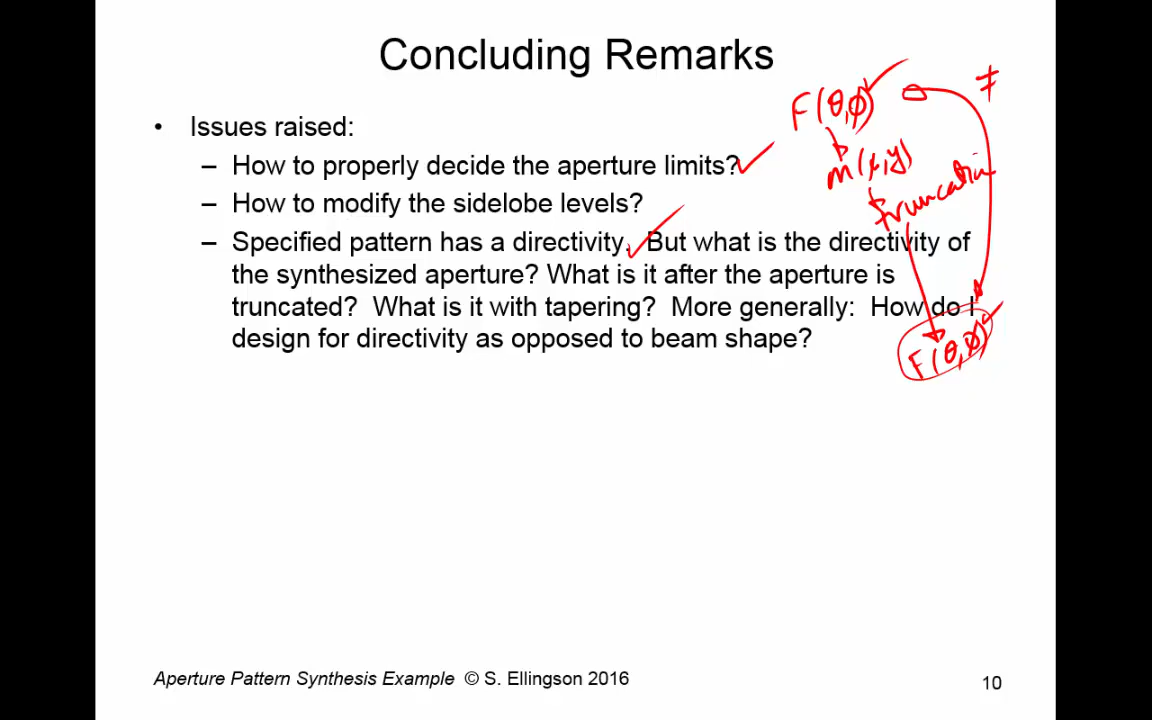 Concluding Remarks
F(θ,φ)
≠
• Issues raised:
– How to properly decide the aperture limits?
m(x,y)
truncation
– How to modify the sidelobe levels?
– Specified pattern has a directivity. But what is the directivity of
the synthesized aperture? What is it after the aperture is
truncated? What is it with tapering? More generally: How do I
design for directivity as opposed to beam shape?
F(θ,φ)
Aperture Pattern Synthesis Example © S. Ellingson 2016
10